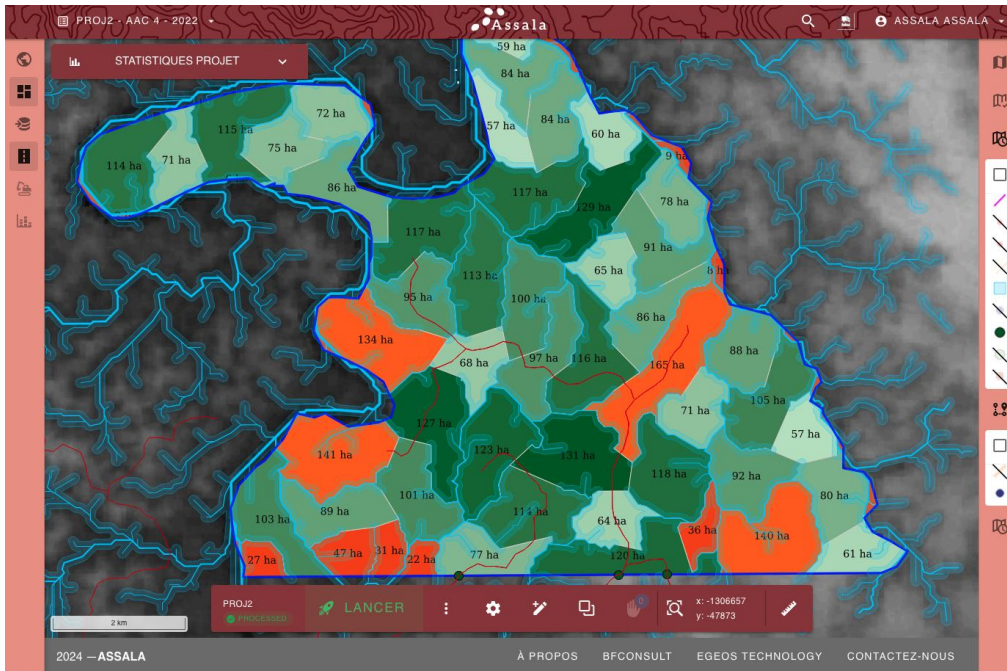 PROJ2 - AAC 4 - 2022
Assala
ASSALA ASSALA
STATISTIQUES PROJET
59 ha
84 ha
57 ha
84 ha
60 ha
72 ha
115 ha
75 ha
71 ha
114 ha
86 ha
9 ha
117 ha
129 ha
78 ha
117 ha
91 ha
65 ha
8 ha
113 ha
95 ha
100 ha
86 ha
134 ha
88 ha
97 ha
116 ha
68 ha
165 ha
105 ha
71 ha
127 ha
57 ha
123 ha
141 ha
131 ha
118 ha
92 ha
101 ha
80 ha
89 ha
114 ha
103 ha
64 ha
36 ha
140 ha
27 ha
47 ha
31 ha
22 ha
77 ha
120 ha
61 ha
PROJ2
PROCESSED
LANCER
0
x: -1306657
y: -47873
2 km
2024 —ASSALA
À PROPOS
BFCONSULT
EGEOS TECHNOLOGY
CONTACTEZ-NOUS